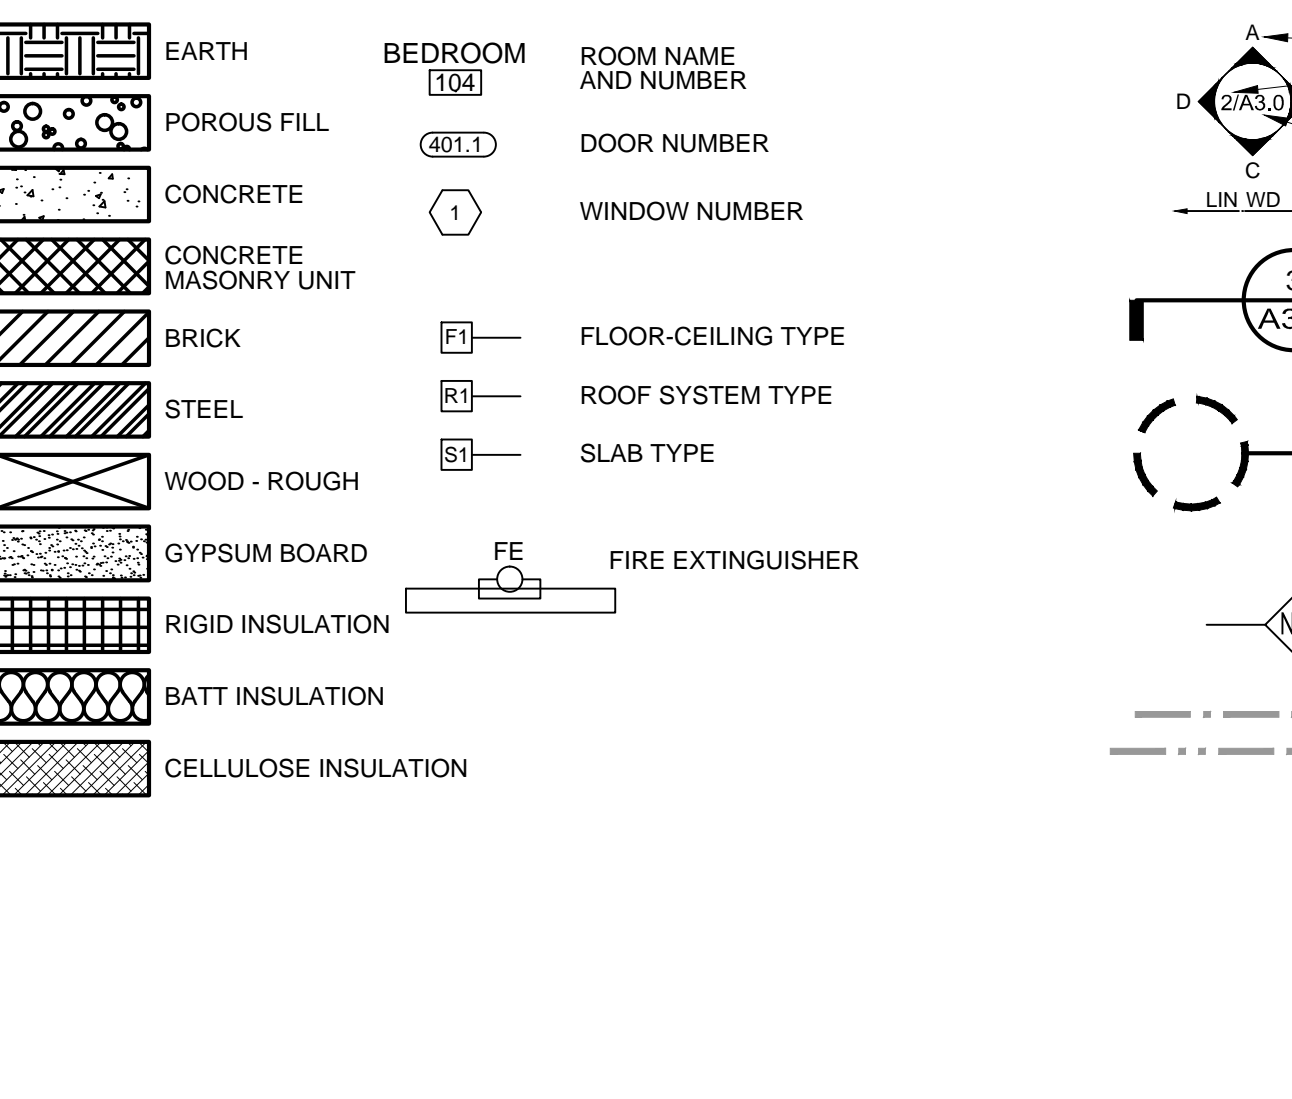 EARTH
POROUS FILL
CONCRETE
CONCRETE
MASONRY UNIT
BRICK
STEEL
WOOD - ROUGH
GYPSUM BOARD
RIGID INSULATION
BATT INSULATION
CELLULOSE INSULATION
BEDROOM
104
ROOM NAME
AND NUMBER
401.1
DOOR NUMBER
1
WINDOW NUMBER
F1
FLOOR-CEILING TYPE
R1
ROOF SYSTEM TYPE
S1
SLAB TYPE
FE
FIRE EXTINGUISHER
A
D
2/A3.0
C
LIN WD
A3
N